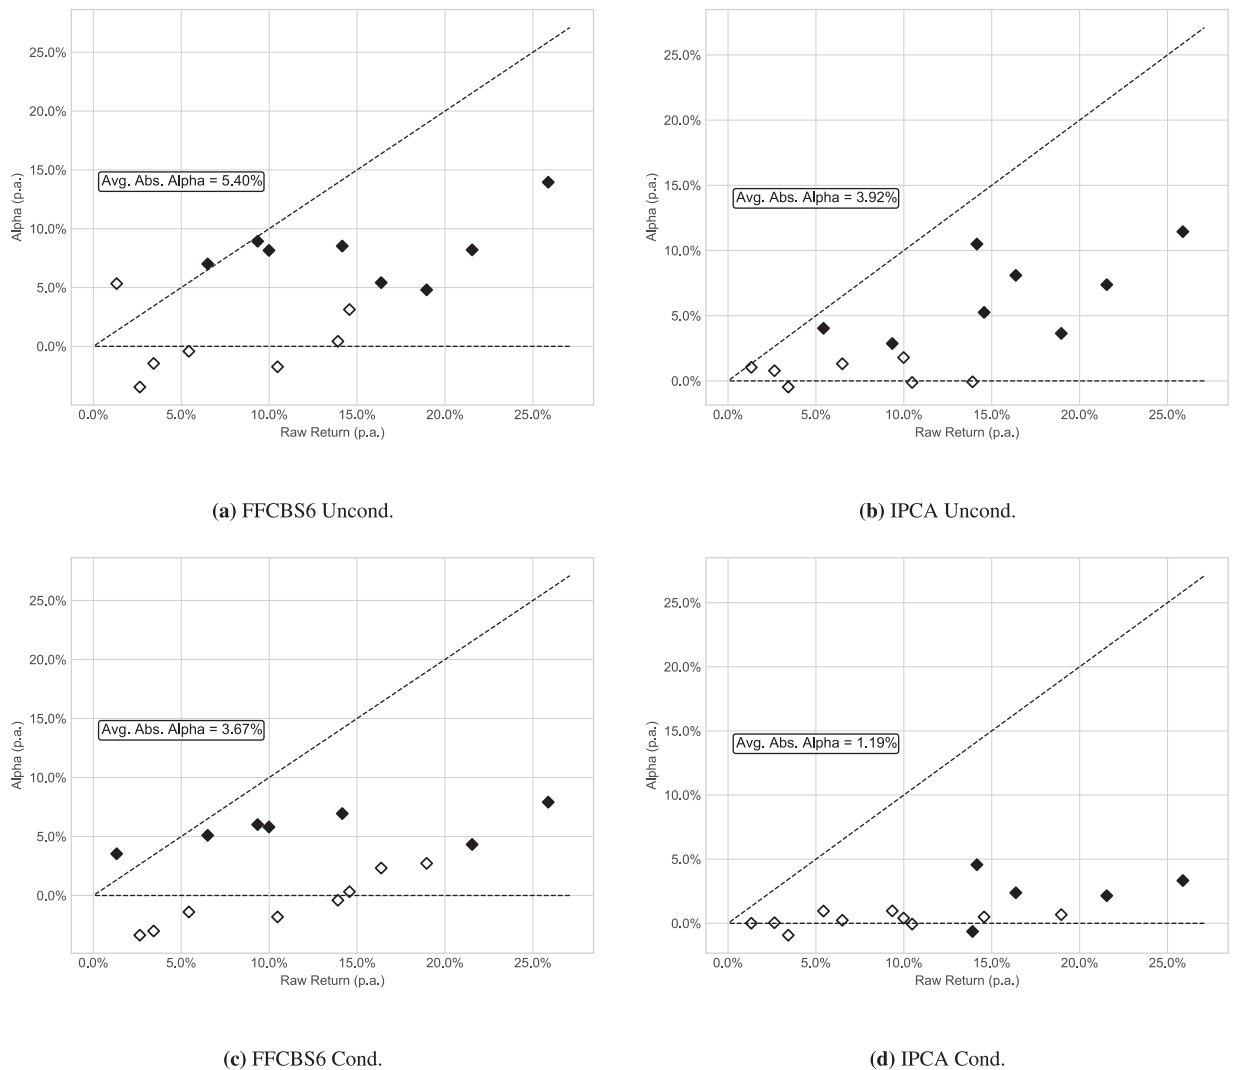 25.0%
20.0%
15.0%
10.0%
5.0%
0.0%
Alpha (p.a.)
Avg. Abs. Alpha = 5.40%
0.0% 5.0% 10.0% 15.0% 20.0% 25.0%
Raw Return (p.a.)
(a) FFCBS6 Uncond.
25.0%
20.0%
15.0%
10.0%
5.0%
0.0%
Alpha (p.a.)
Avg. Abs. Alpha = 3.92%
0.0% 5.0% 10.0% 15.0% 20.0% 25.0%
Raw Return (p.a.)
(b) IPCA Uncond.
25.0%
20.0%
15.0%
10.0%
5.0%
0.0%
Alpha (p.a.)
Avg. Abs. Alpha = 3.67%
0.0% 5.0% 10.0% 15.0% 20.0% 25.0%
Raw Return (p.a.)
(c) FFCBS6 Cond.
25.0%
20.0%
15.0%
10.0%
5.0%
0.0%
Alpha (p.a.)
Avg. Abs. Alpha = 1.19%
0.0% 5.0% 10.0% 15.0% 20.0% 25.0%
Raw Return (p.a.)
(d) IPCA Cond.